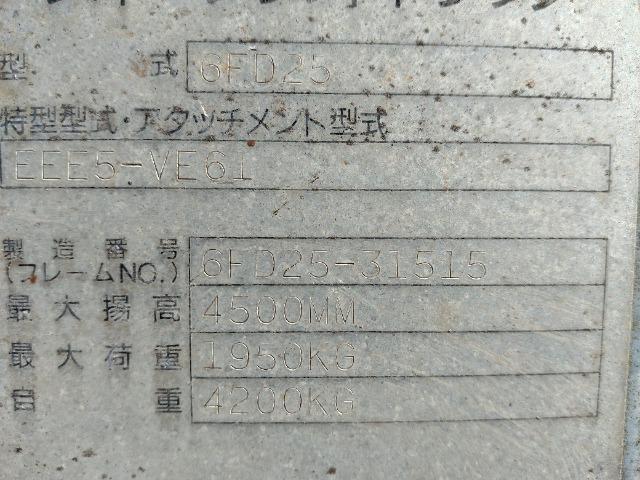 型式 6FD25
特型型式・アタッチメント型式
EEE5-VE61
製造番号
(フレームNO.) 6FD25-31515
最大揚高 4500MM
最大荷重 1950KG
自重 4200KG